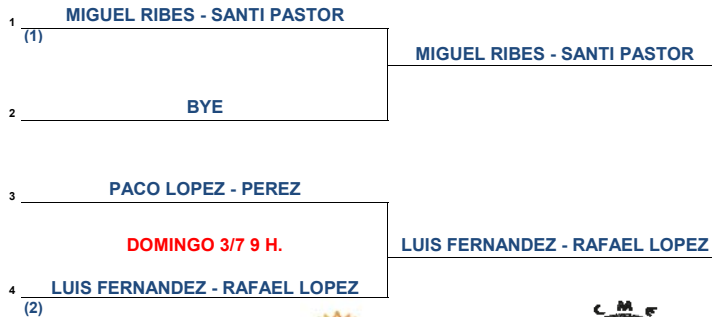 1 MIGUEL RIBES - SANTI PASTOR
(1)
MIGUEL RIBES - SANTI PASTOR
2 BYE
3 PACO LOPEZ - PEREZ
DOMINGO 3/7 9 H.
LUIS FERNANDEZ - RAFAEL LOPEZ
4 LUIS FERNANDEZ - RAFAEL LOPEZ
(2)
C M F